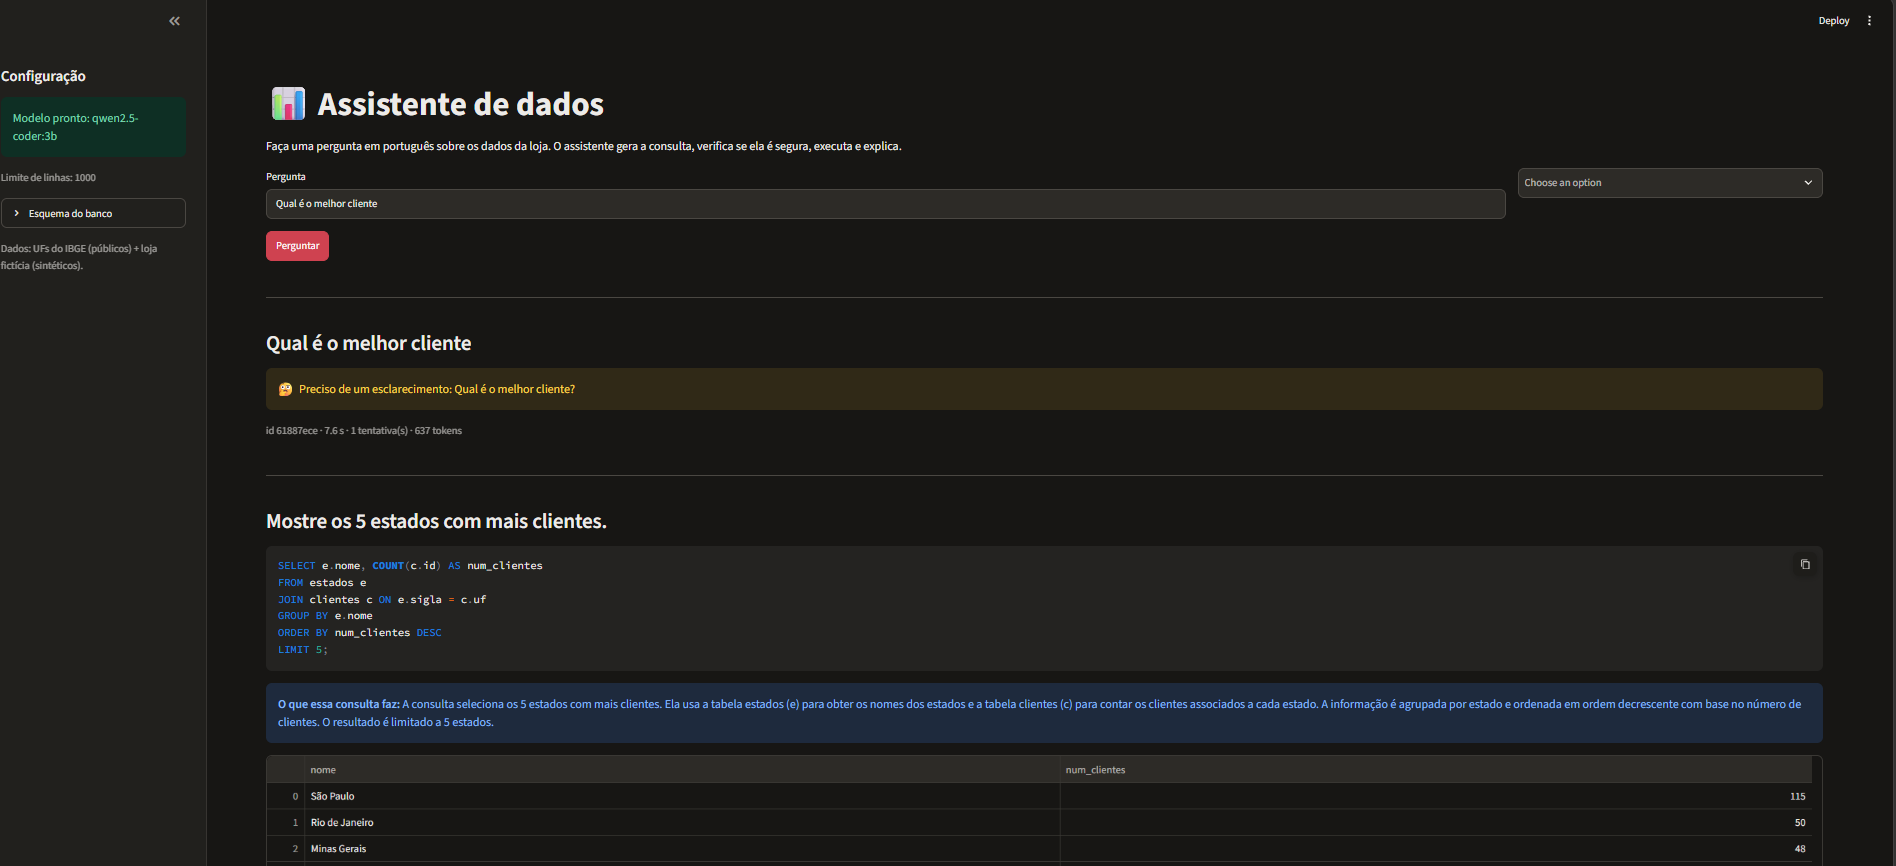 Deploy
Configuração
Modelo pronto: qwen2.5-
coder:3b
Limite de linhas: 1000
Esquema do banco
Dados: UFs do IBGE (públicos) + loja
fictícia (sintéticos).
Assistente de dados
Faça uma pergunta em português sobre os dados da loja. O assistente gera a consulta, verifica se ela é segura, executa e explica.
Pergunta
Qual é o melhor cliente
Choose an option
Perguntar
Qual é o melhor cliente
Preciso de um esclarecimento: Qual é o melhor cliente?
id 61887ece · 7.6 s · 1 tentativa(s) · 637 tokens
Mostre os 5 estados com mais clientes.
SELECT e.nome, COUNT(c.id) AS num_clientes
FROM estados e
JOIN clientes c ON e.sigla = c.uf
GROUP BY e.nome
ORDER BY num_clientes DESC
LIMIT 5;
O que essa consulta faz: A consulta seleciona os 5 estados com mais clientes. Ela usa a tabela estados (e) para obter os nomes dos estados e a tabela clientes (c) para contar os clientes associados a cada estado. A informação é agrupada por estado e ordenada em ordem decrescente com base no número de
clientes. O resultado é limitado a 5 estados.
nome num_clientes
0 São Paulo 115
1 Rio de Janeiro 50
2 Minas Gerais 48